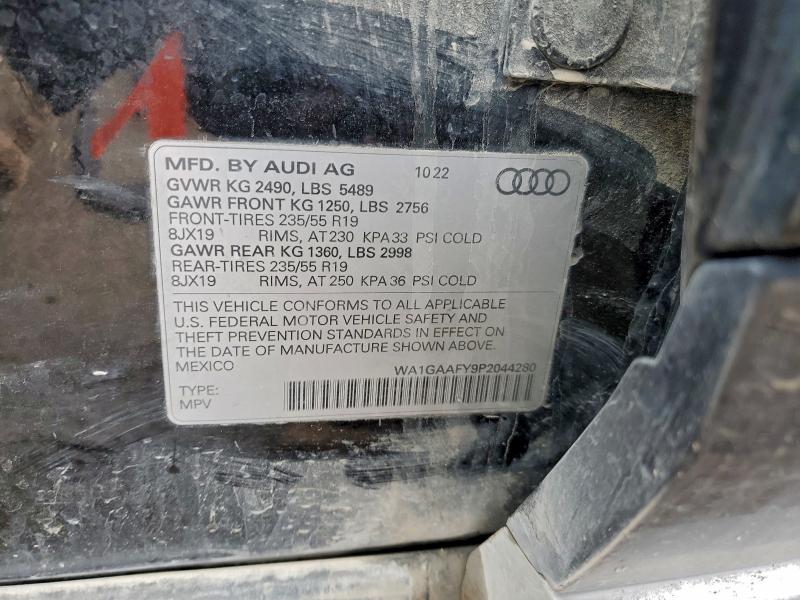 MFD. BY AUDI AG 10 22
GVWR KG 2490, LBS 5489
GAWR FRONT KG 1250, LBS 2756
FRONT-TIRES 235/55 R19
8JX19 RIMS, AT 230 KPA 33 PSI COLD
GAWR REAR KG 1360, LBS 2998
REAR-TIRES 235/55 R19
8JX19 RIMS, AT 250 KPA 36 PSI COLD
THIS VEHICLE CONFORMS TO ALL APPLICABLE
U.S. FEDERAL MOTOR VEHICLE SAFETY AND
THEFT PREVENTION STANDARDS IN EFFECT ON
THE DATE OF MANUFACTURE SHOWN ABOVE.
MEXICO WA1GAAFY9P2044280
TYPE:
MPV